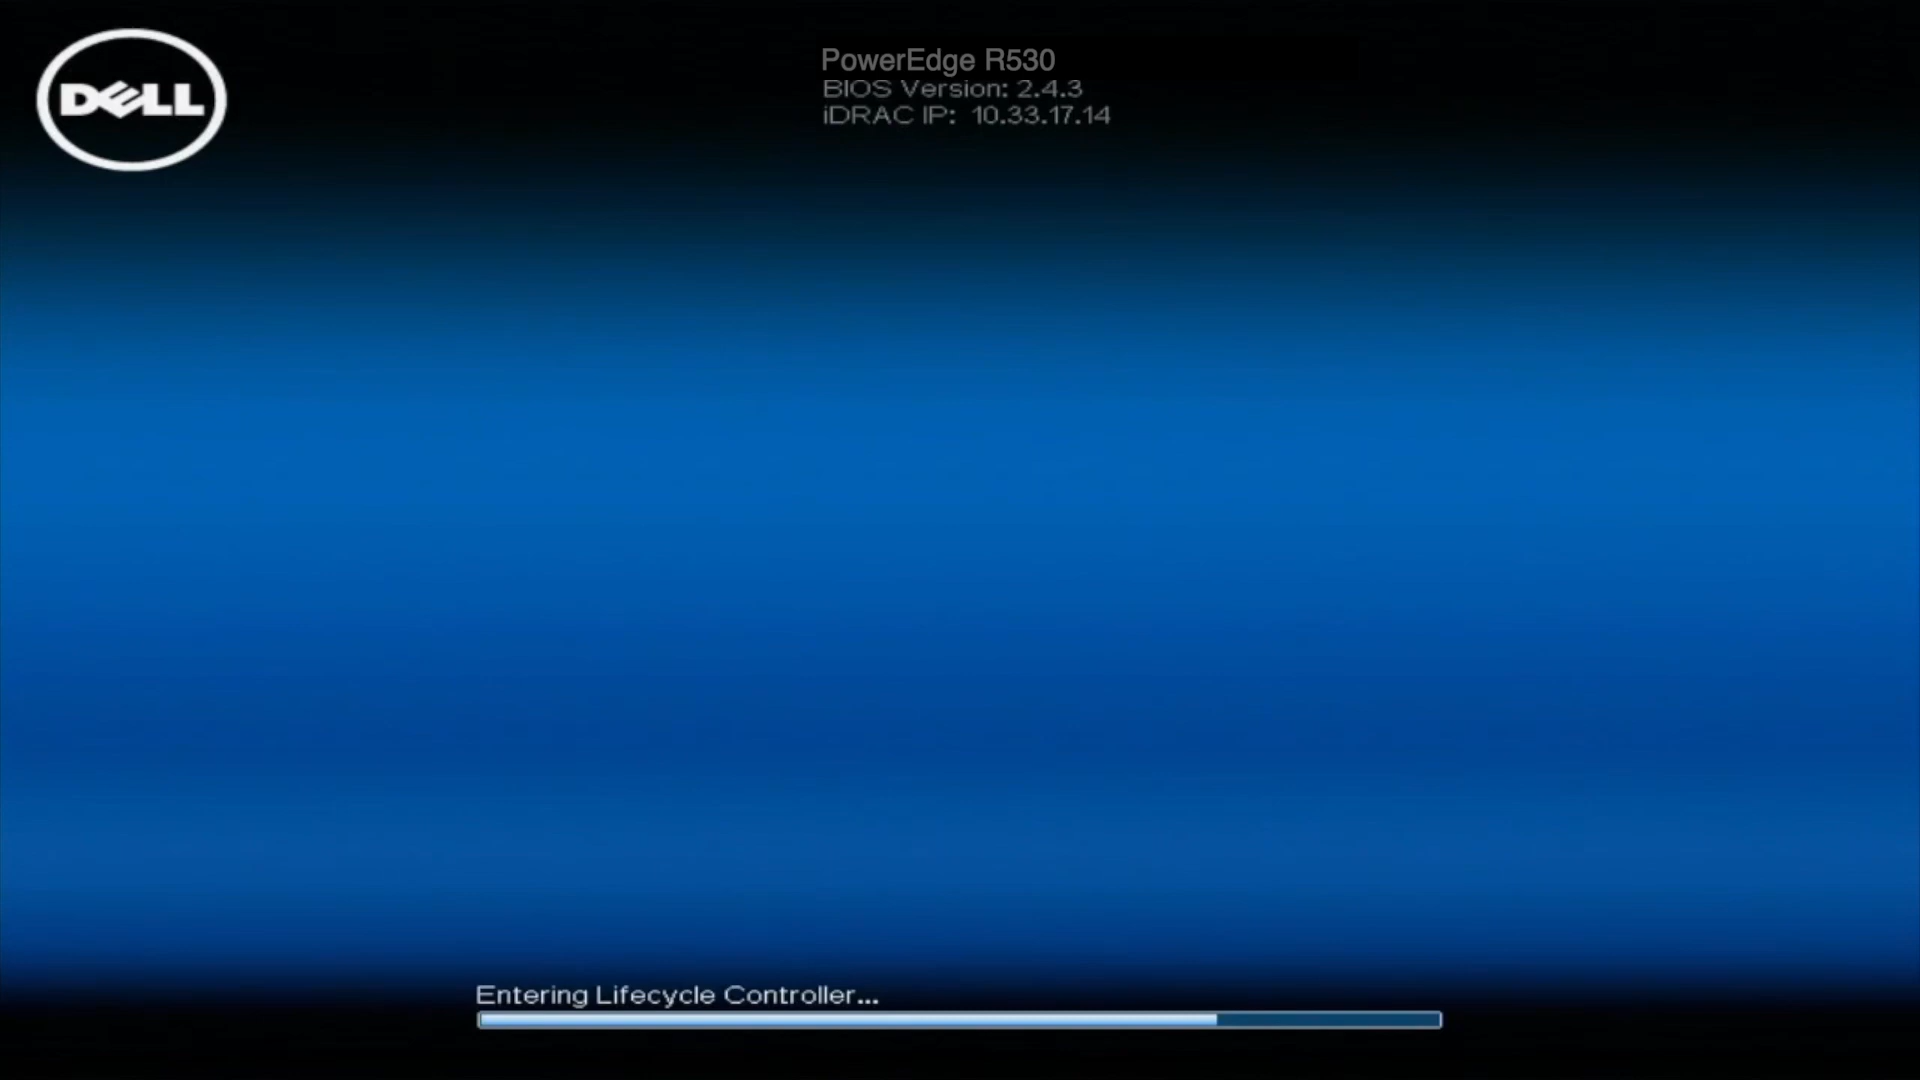 DELL
PowerEdge R530
BIOS Version: 2.4.3
iDRAC IP: 10.33.17.14
Entering Lifecycle Controller...